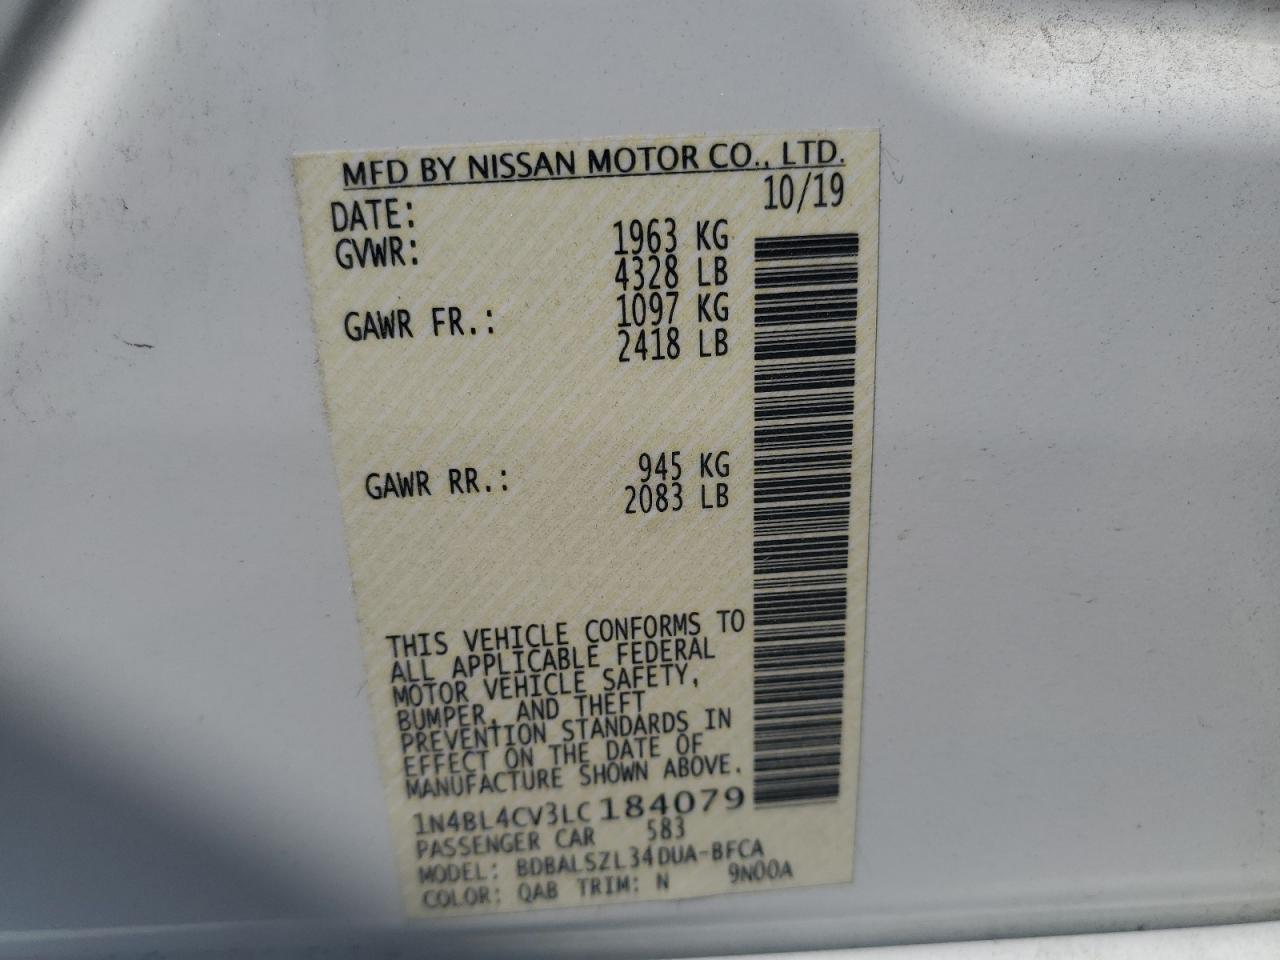 MFD BY NISSAN MOTOR CO., LTD.
DATE: 10/19
GVWR: 1963 KG
4328 LB
GAWR FR.: 1097 KG
2418 LB
GAWR RR.: 945 KG
2083 LB
THIS VEHICLE CONFORMS TO
ALL APPLICABLE FEDERAL
MOTOR VEHICLE SAFETY,
BUMPER, AND THEFT
PREVENTION STANDARDS IN
EFFECT ON THE DATE OF
MANUFACTURE SHOWN ABOVE.
1N4BL4CV3LC184079
PASSENGER CAR 583
MODEL: BDBALSZL34DUA-BFCA
COLOR: QAB TRIM: N 9N00A